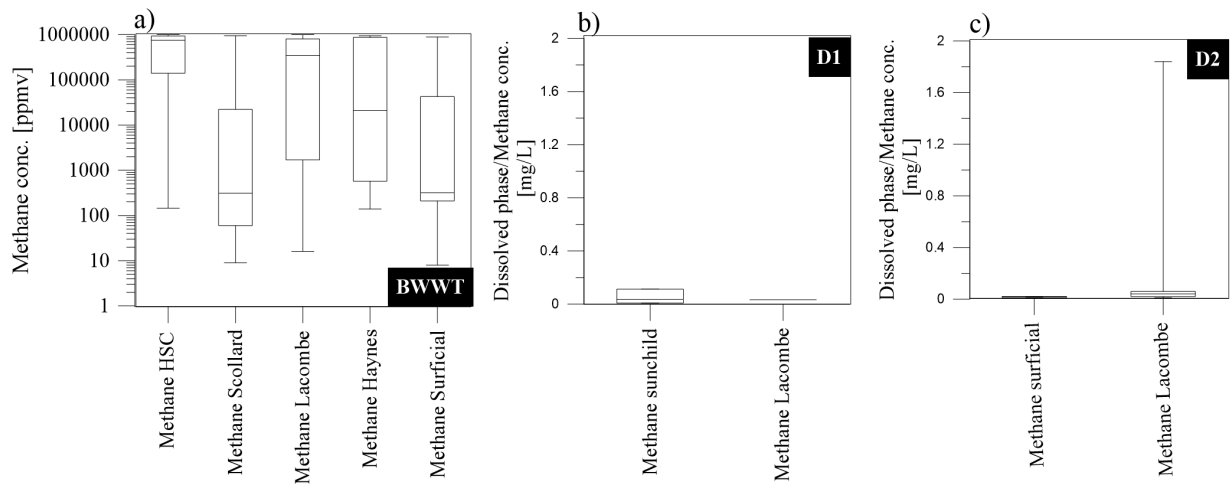 a)
Methane conc. [ppmv]
1000000
100000
10000
1000
100
10
1
BWWT
Methane HSC
Methane Scollard
Methane Lacombe
Methane Haynes
Methane Surficial
b)
Dissolved phase/Methane conc.
[mg/L]
2
1.6
1.2
0.8
0.4
0
D1
Methane sunchild
Methane Lacombe
c)
Dissolved phase/Methane conc.
[mg/L]
2
1.6
1.2
0.8
0.4
0
D2
Methane surficial
Methane Lacombe